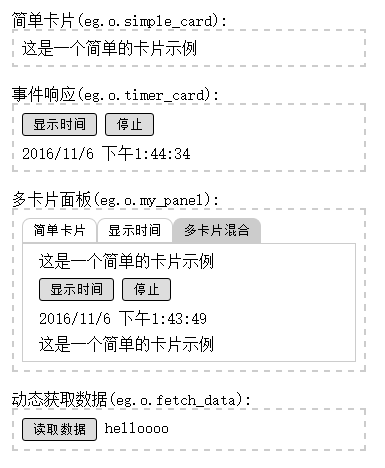 简单卡片(eg.o.simple_card):
这是一个简单的卡片示例
事件响应(eg.o.timer_card):
显示时间 停止
2016/11/6 下午1:44:34
多卡片面板(eg.o.my_panel):
简单卡片 显示时间 多卡片混合
这是一个简单的卡片示例
显示时间 停止
2016/11/6 下午1:43:49
这是一个简单的卡片示例
动态获取数据(eg.o.fetch_data):
读取数据 helloooo